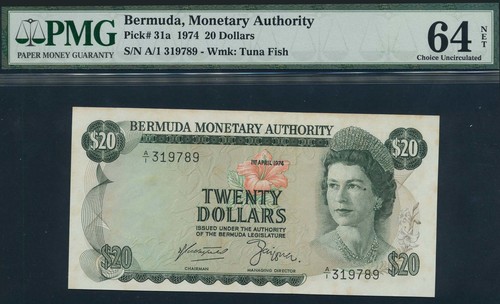 PMG
PAPER MONEY GUARANTY
Bermuda, Monetary Authority
Pick# 31a 1974 20 Dollars
S/N A/1 319789 - Wmk: Tuna Fish
64 NET
Choice Uncirculated
$20 BERMUDA MONETARY AUTHORITY $20
A/1 319789
1ST APRIL 1974
TWENTY
DOLLARS
ISSUED UNDER THE AUTHORITY
OF THE BERMUDA LEGISLATURE
$20 $20
CHAIRMAN MANAGING DIRECTOR
A/1 319789